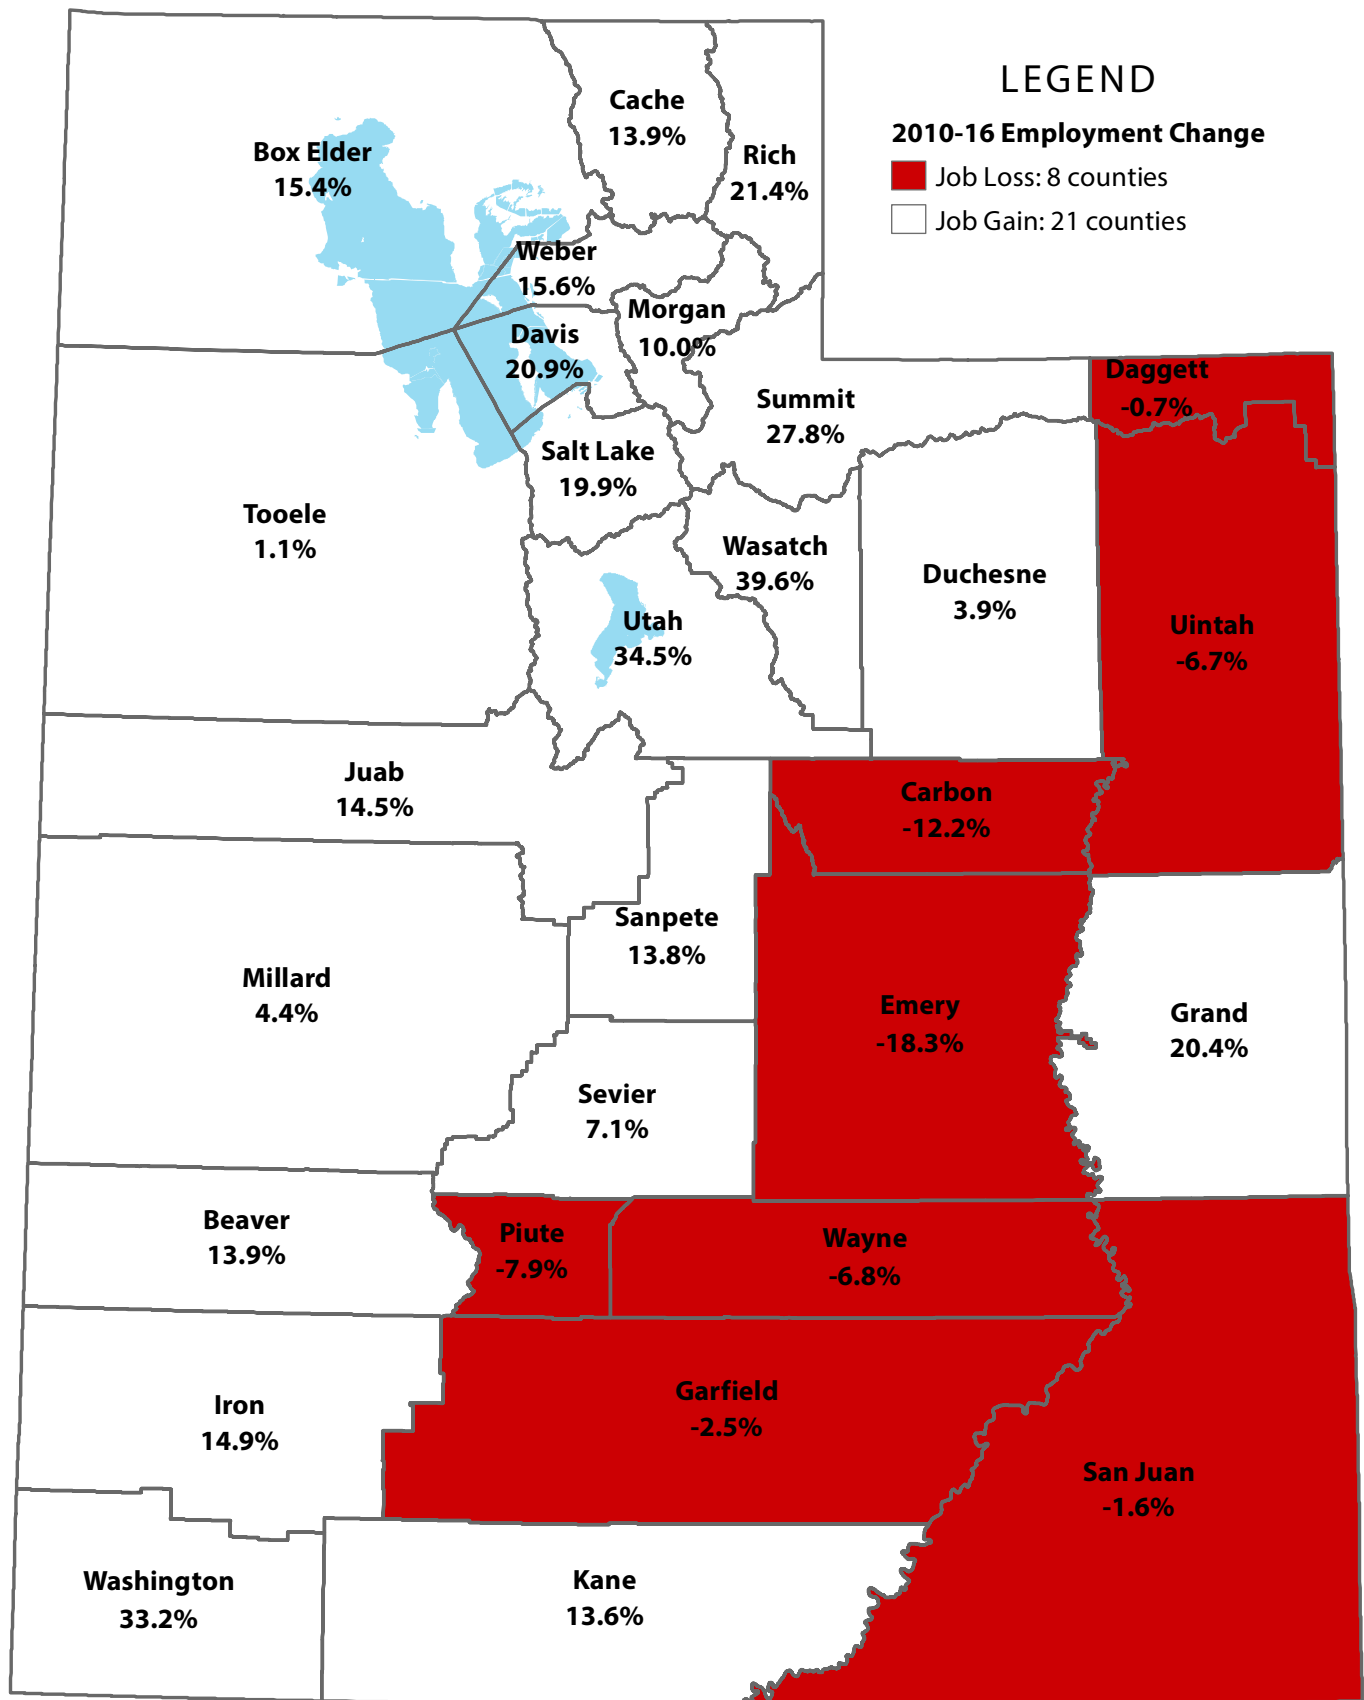 LEGEND
2010-16 Employment Change
Job Loss: 8 counties
Job Gain: 21 counties
Cache
13.9%
Box Elder
15.4%
Rich
21.4%
Weber
15.6%
Morgan
10.0%
Davis
20.9%
Daggett
-0.7%
Summit
27.8%
Salt Lake
19.9%
Tooele
1.1%
Wasatch
39.6%
Duchesne
3.9%
Utah
34.5%
Uintah
-6.7%
Juab
14.5%
Carbon
-12.2%
Sanpete
13.8%
Millard
4.4%
Emery
-18.3%
Grand
20.4%
Sevier
7.1%
Beaver
13.9%
Piute
-7.9%
Wayne
-6.8%
Iron
14.9%
Garfield
-2.5%
San Juan
-1.6%
Washington
33.2%
Kane
13.6%